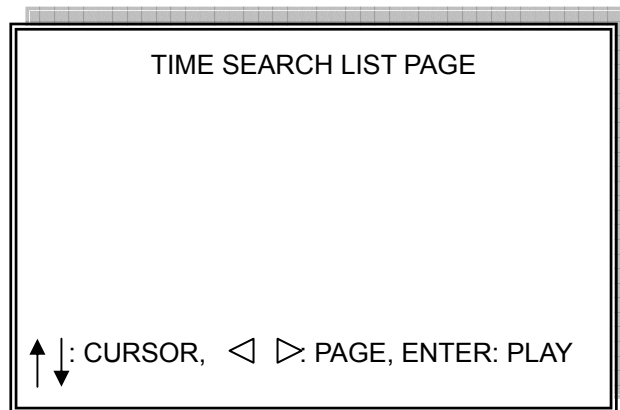 TIME SEARCH LIST PAGE
: CURSOR, ◁ ▷: PAGE, ENTER: PLAY